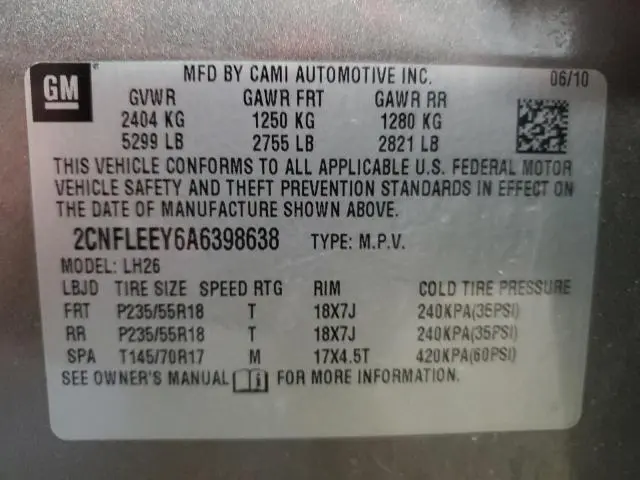 GM
MFD BY CAMI AUTOMOTIVE INC. 06/10
GVWR GAWR FRT GAWR RR
2404 KG 1250 KG 1280 KG
5299 LB 2755 LB 2821 LB
THIS VEHICLE CONFORMS TO ALL APPLICABLE U.S. FEDERAL MOTOR
VEHICLE SAFETY AND THEFT PREVENTION STANDARDS IN EFFECT ON
THE DATE OF MANUFACTURE SHOWN ABOVE.
2CNFLEEY6A6398638 TYPE: M.P.V.
MODEL: LH26
LBJD TIRE SIZE SPEED RTG RIM COLD TIRE PRESSURE
FRT P235/55R18 T 18X7J 240KPA(35PSI)
RR P235/55R18 T 18X7J 240KPA(35PSI)
SPA T145/70R17 M 17X4.5T 420KPA(60PSI)
SEE OWNER'S MANUAL FOR MORE INFORMATION.